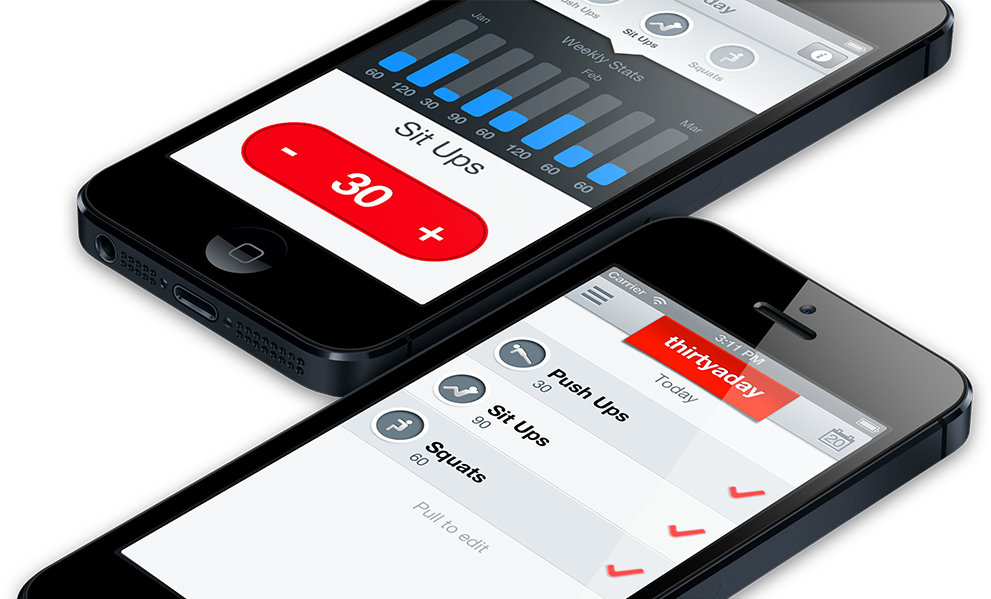 day
ush Ups
Sit Ups
Squats
Weekly Stats
Jan
Feb
Mar
60 120 30 90 60 120 60 60
Sit Ups
- 30 +
Carrier 3:11 PM
thirtyaday
20
Today
Push Ups
30
Sit Ups
90
Squats
60
Pull to edit